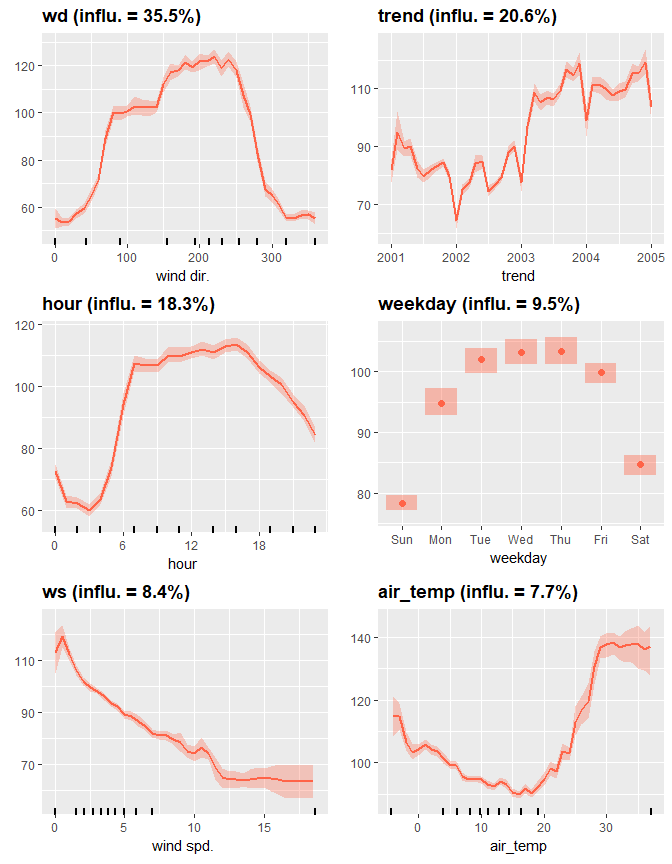 wd (influ. = 35.5%)
120
100
80
60
0 100 200 300
wind dir.
trend (influ. = 20.6%)
110
90
70
2001 2002 2003 2004 2005
trend
hour (influ. = 18.3%)
120
100
80
60
0 6 12 18
hour
weekday (influ. = 9.5%)
100
90
80
Sun Mon Tue Wed Thu Fri Sat
weekday
ws (influ. = 8.4%)
110
90
70
0 5 10 15
wind spd.
air_temp (influ. = 7.7%)
140
120
100
0 10 20 30
air_temp